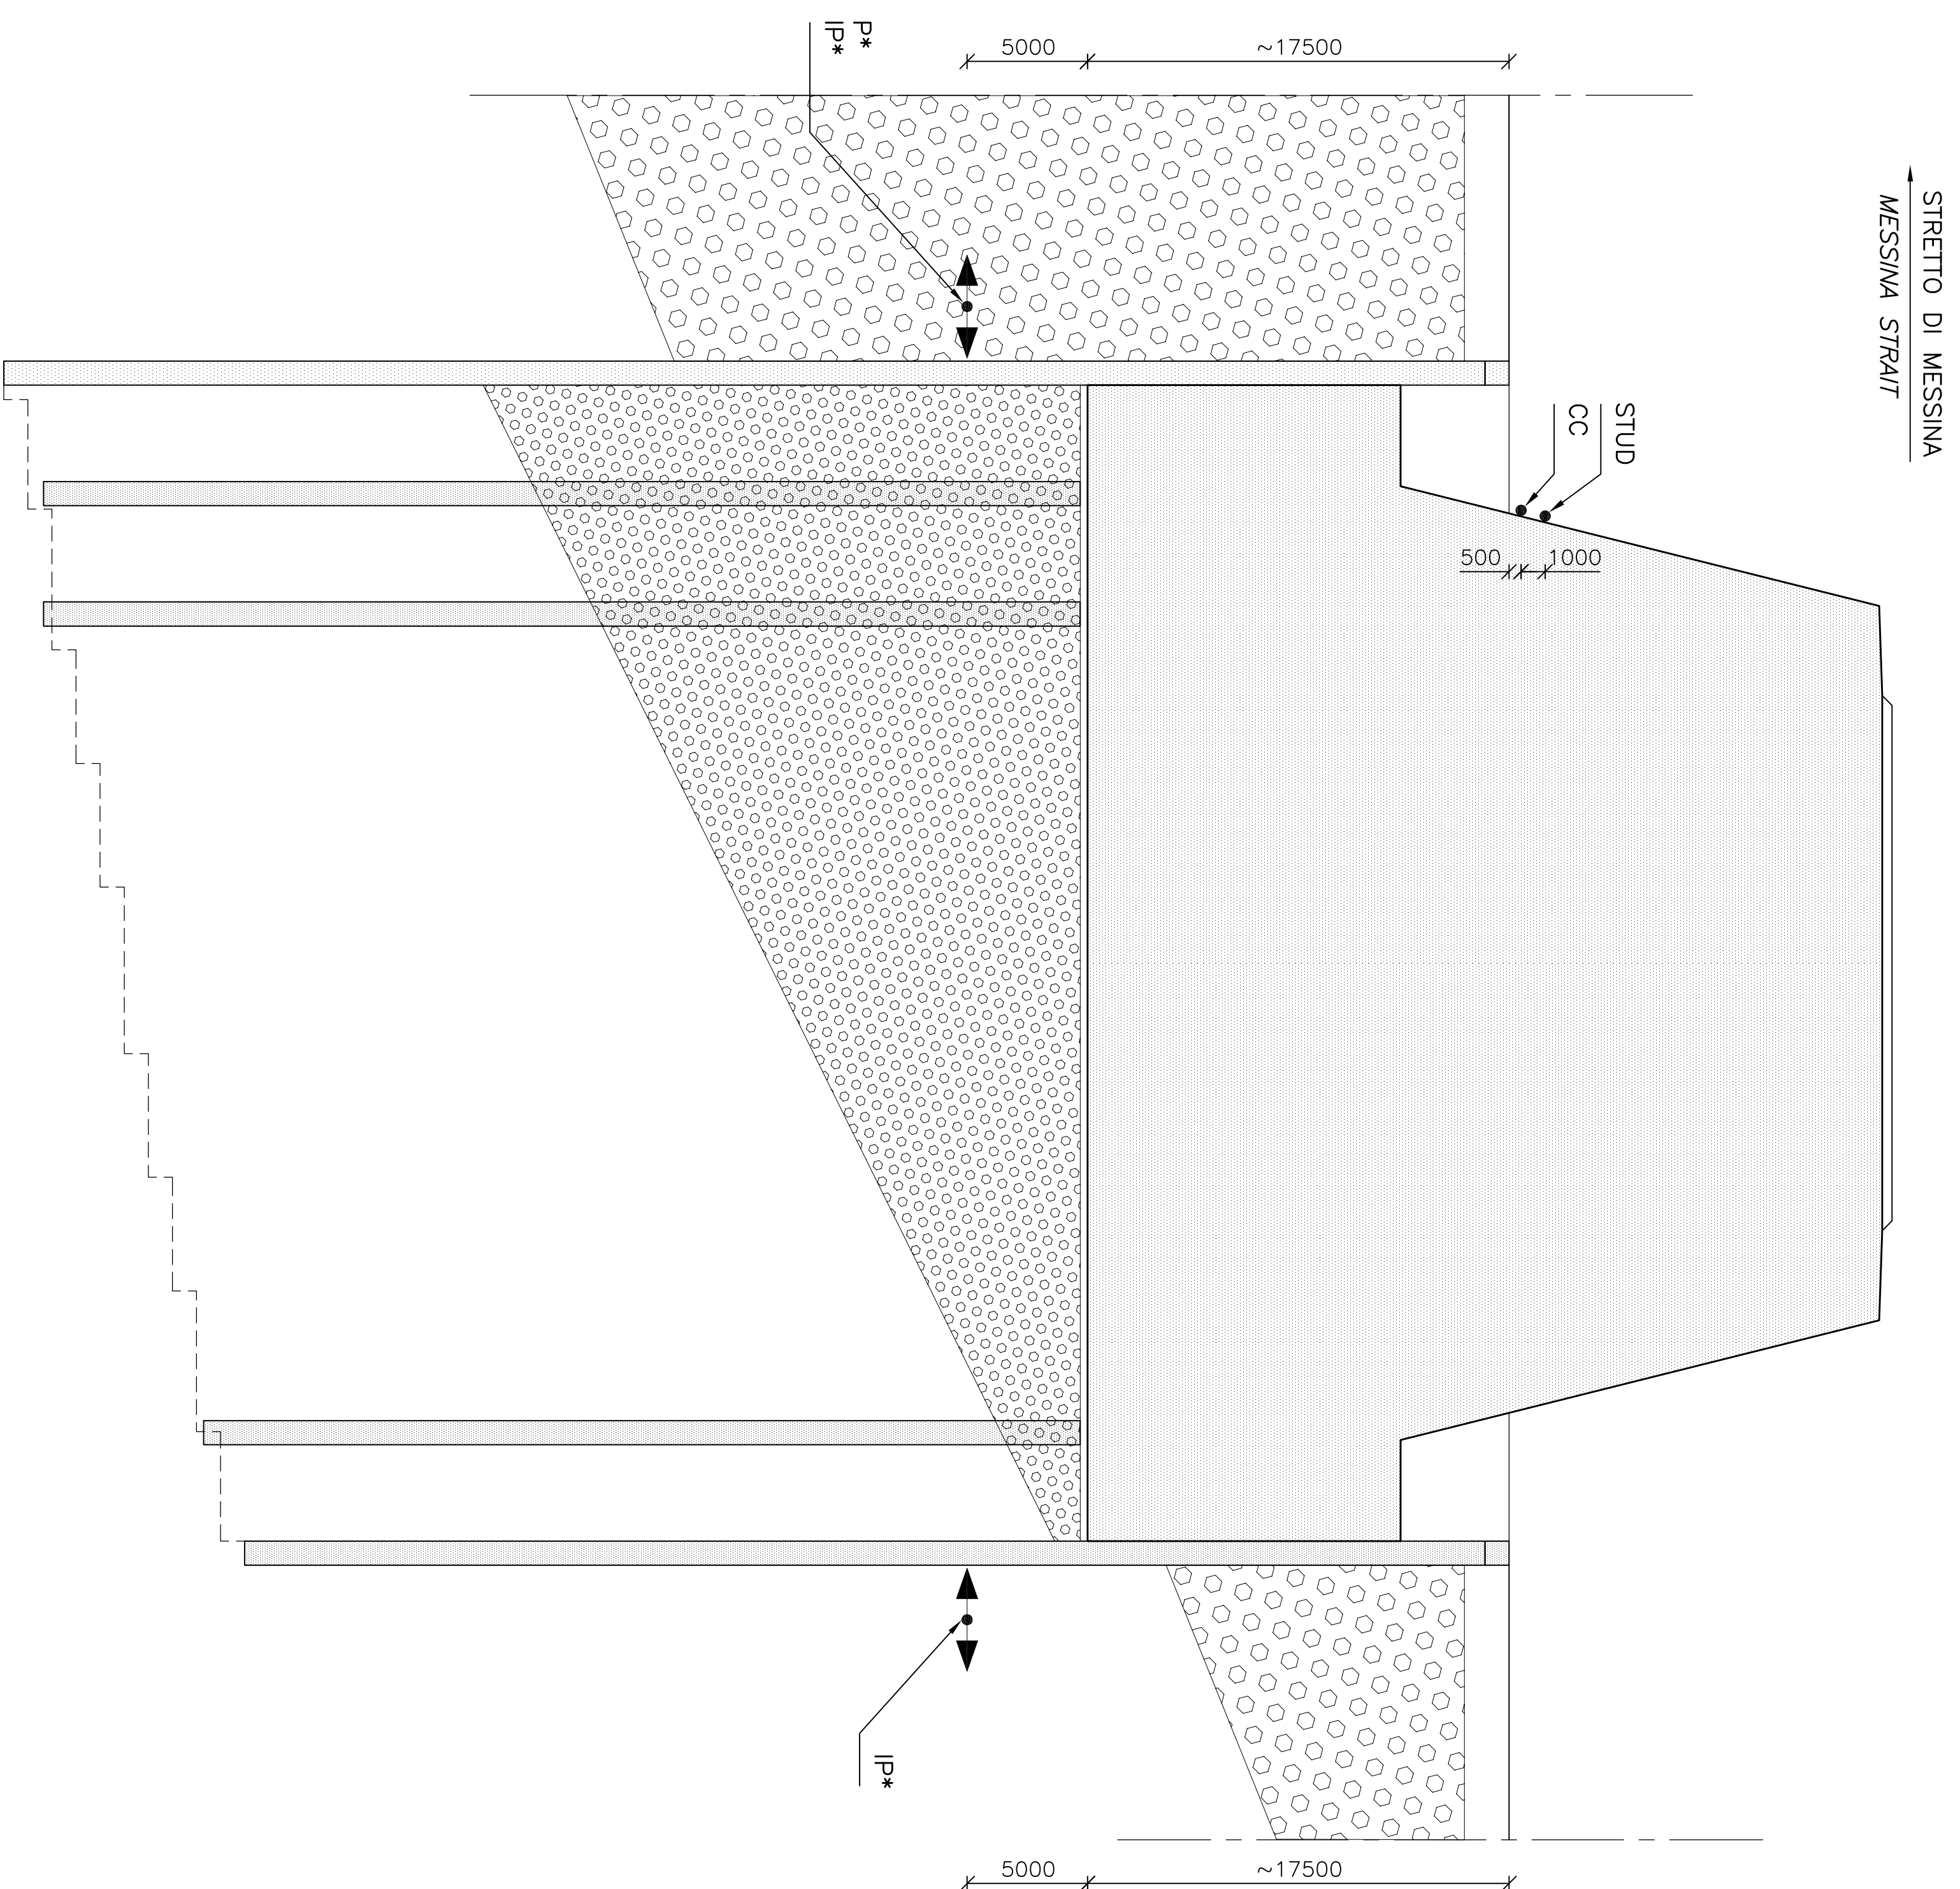 STRETTO DI MESSINA
MESSINA STRAIT
P*
IP*
5000
~17500
STUD
CC
500
1000
IP*
5000
~17500